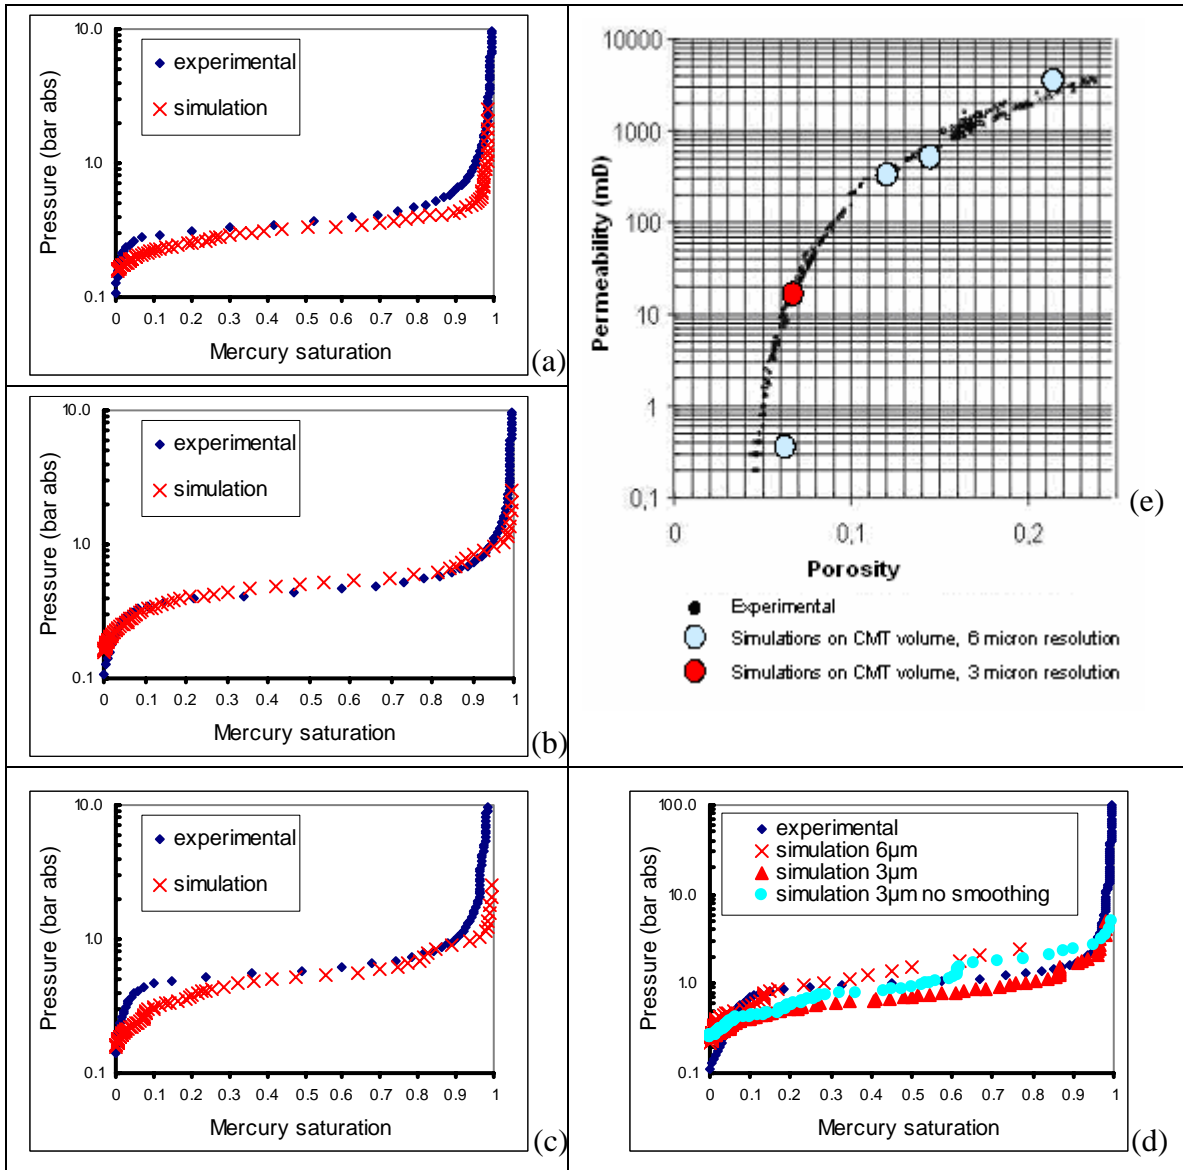 10.0
1.0
0.1
Pressure (bar abs)
experimental
simulation
0 0.1 0.2 0.3 0.4 0.5 0.6 0.7 0.8 0.9 1
Mercury saturation
(a)
10.0
1.0
0.1
Pressure (bar abs)
experimental
simulation
0 0.1 0.2 0.3 0.4 0.5 0.6 0.7 0.8 0.9 1
Mercury saturation
(b)
10000
1000
100
10
1
0,1
Permeability (mD)
0 0,1 0,2
Porosity
(e)
Experimental
Simulations on CMT volume, 6 micron resolution
Simulations on CMT volume, 3 micron resolution
10.0
1.0
0.1
Pressure (bar abs)
experimental
simulation
0 0.1 0.2 0.3 0.4 0.5 0.6 0.7 0.8 0.9 1
Mercury saturation
(c)
100.0
10.0
1.0
0.1
Pressure (bar abs)
experimental
simulation 6µm
simulation 3µm
simulation 3µm no smoothing
0 0.1 0.2 0.3 0.4 0.5 0.6 0.7 0.8 0.9 1
Mercury saturation
(d)